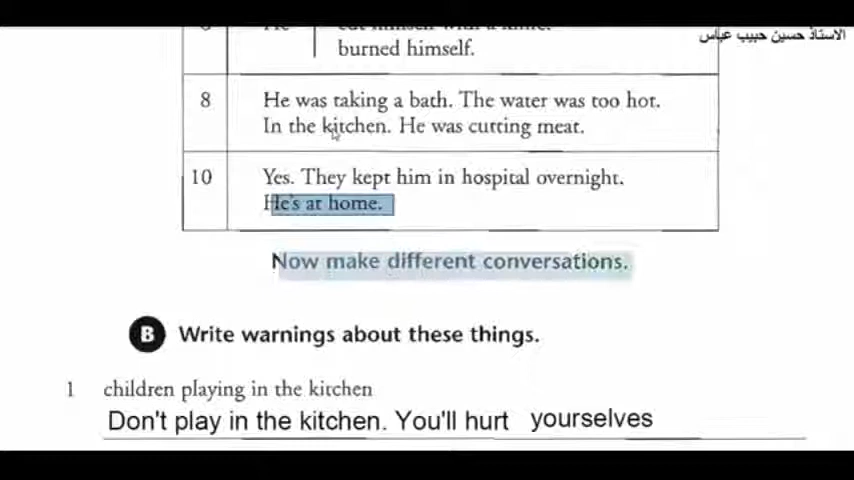 الاستاذ حسين حبيب عباس
burned himself.
8 He was taking a bath. The water was too hot.
In the kitchen. He was cutting meat.
10 Yes. They kept him in hospital overnight.
He's at home.
Now make different conversations.
B Write warnings about these things.
1 children playing in the kitchen
Don't play in the kitchen. You'll hurt yourselves